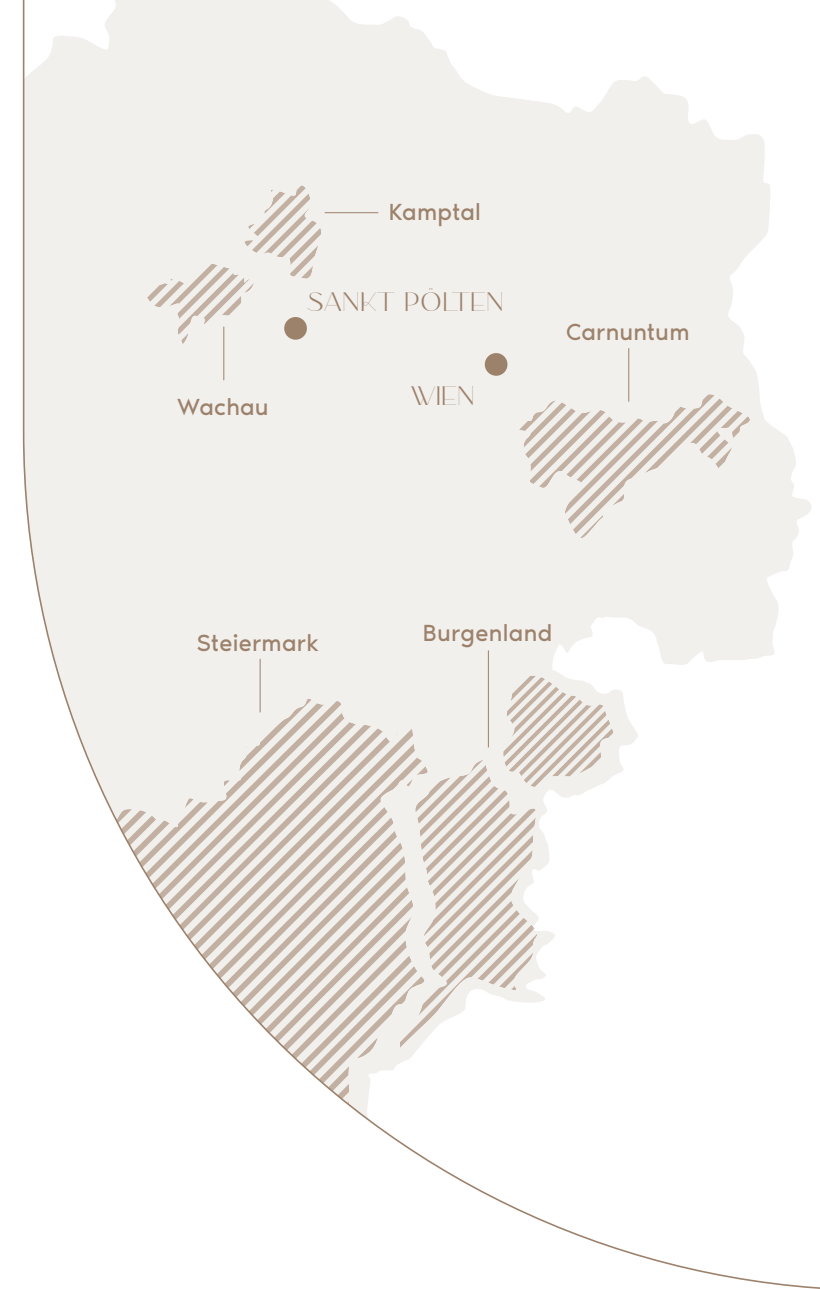 Kamptal
SANKT PÖLTEN
Carnuntum
WIEN
Wachau
Burgenland
Steiermark